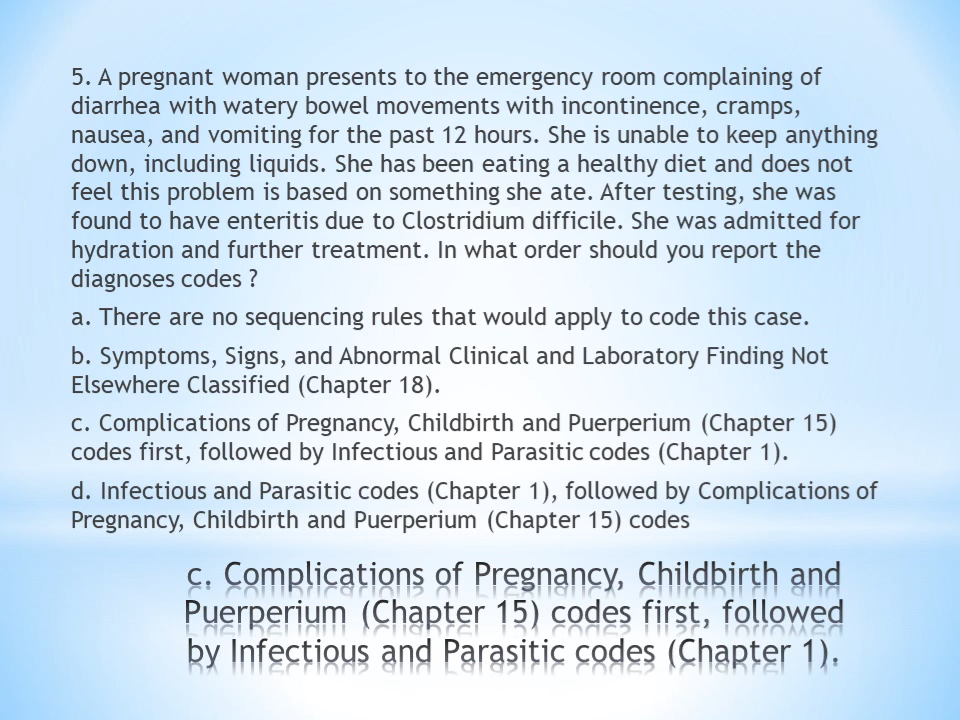 5. A pregnant woman presents to the emergency room complaining of
diarrhea with watery bowel movements with incontinence, cramps,
nausea, and vomiting for the past 12 hours. She is unable to keep anything
down, including liquids. She has been eating a healthy diet and does not
feel this problem is based on something she ate. After testing, she was
found to have enteritis due to Clostridium difficile. She was admitted for
hydration and further treatment. In what order should you report the
diagnoses codes ?
a. There are no sequencing rules that would apply to code this case.
b. Symptoms, Signs, and Abnormal Clinical and Laboratory Finding Not
Elsewhere Classified (Chapter 18).
c. Complications of Pregnancy, Childbirth and Puerperium (Chapter 15)
codes first, followed by Infectious and Parasitic codes (Chapter 1).
d. Infectious and Parasitic codes (Chapter 1), followed by Complications of
Pregnancy, Childbirth and Puerperium (Chapter 15) codes
c. Complications of Pregnancy, Childbirth and
Puerperium (Chapter 15) codes first, followed
by Infectious and Parasitic codes (Chapter 1).